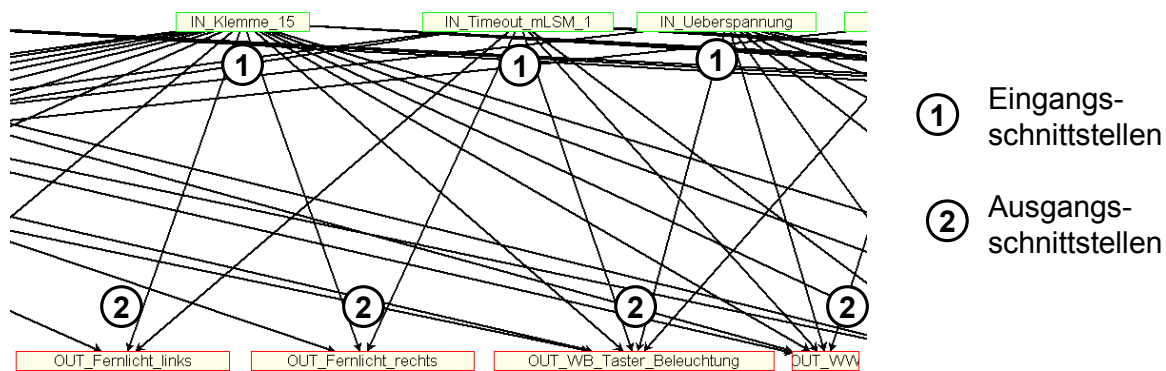 IN_Klemme_15
IN_Timeout_mLSM_1
IN_Ueberspannung
1
1
1
1
Eingangs-
schnittstellen
2
Ausgangs-
schnittstellen
2
2
2
2
OUT_Fernlicht_links
OUT_Fernlicht_rechts
OUT_WB_Taster_Beleuchtung
OUT_WW